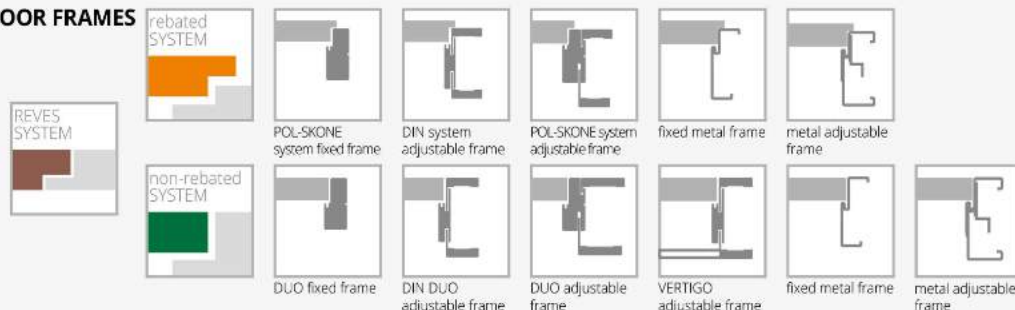 OOR FRAMES
rebated
SYSTEM
REVES
SYSTEM
POL-SKONE
system fixed frame
DIN system
adjustable frame
POL-SKONE system
adjustable frame
fixed metal frame
metal adjustable
frame
non-rebated
SYSTEM
DUO fixed frame
DIN DUO
adjustable frame
DUO adjustable
frame
VERTIGO
adjustable frame
fixed metal frame
metal adjustable
frame